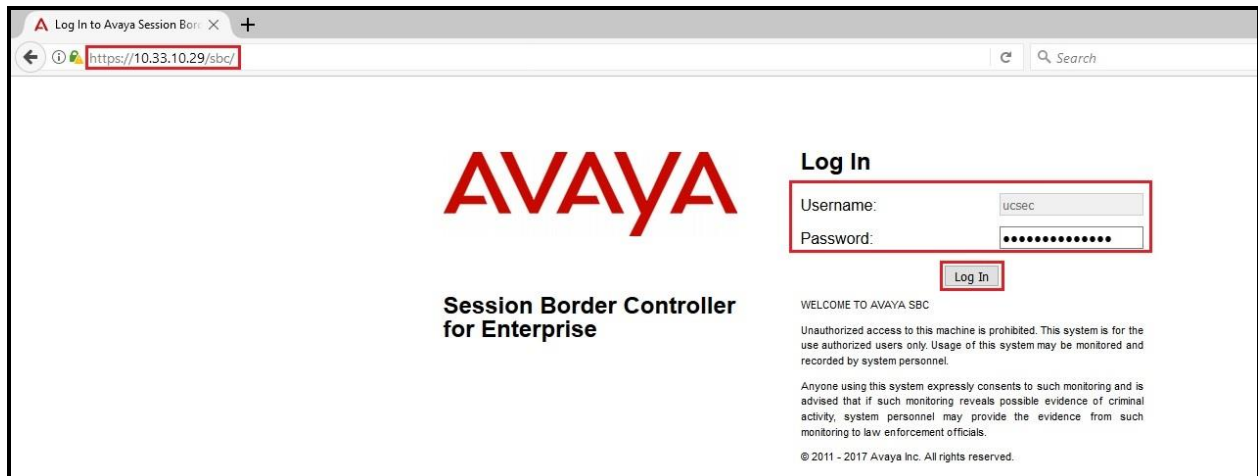 Log In to Avaya Session Bor
https://10.33.10.29/sbc/
Search
AVAYA
Session Border Controller
for Enterprise
Log In
Username:
ucsec
Password:
Log In
WELCOME TO AVAYA SBC
Unauthorized access to this machine is prohibited. This system is for the
use authorized users only. Usage of this system may be monitored and
recorded by system personnel.
Anyone using this system expressly consents to such monitoring and is
advised that if such monitoring reveals possible evidence of criminal
activity, system personnel may provide the evidence from such
monitoring to law enforcement officials.
© 2011 - 2017 Avaya Inc. All rights reserved.